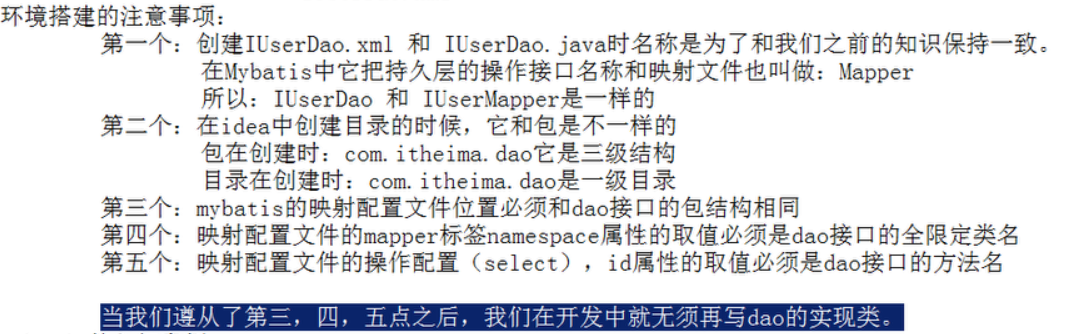 环境搭建的注意事项：
第一个：创建IUserDao.xml 和 IUserDao.java时名称是为了和我们之前的知识保持一致。
在Mybatis中它把持久层的操作接口名称和映射文件也叫做：Mapper
所以：IUserDao 和 IUserMapper是一样的
第二个：在idea中创建目录的时候，它和包是不一样的
包在创建时：com.itheima.dao它是三级结构
目录在创建时：com.itheima.dao是一级目录
第三个：mybatis的映射配置文件位置必须和dao接口的包结构相同
第四个：映射配置文件的mapper标签namespace属性的取值必须是dao接口的全限定类名
第五个：映射配置文件的操作配置（select），id属性的取值必须是dao接口的方法名
当我们遵从了第三，四，五点之后，我们在开发中就无须再写dao的实现类。